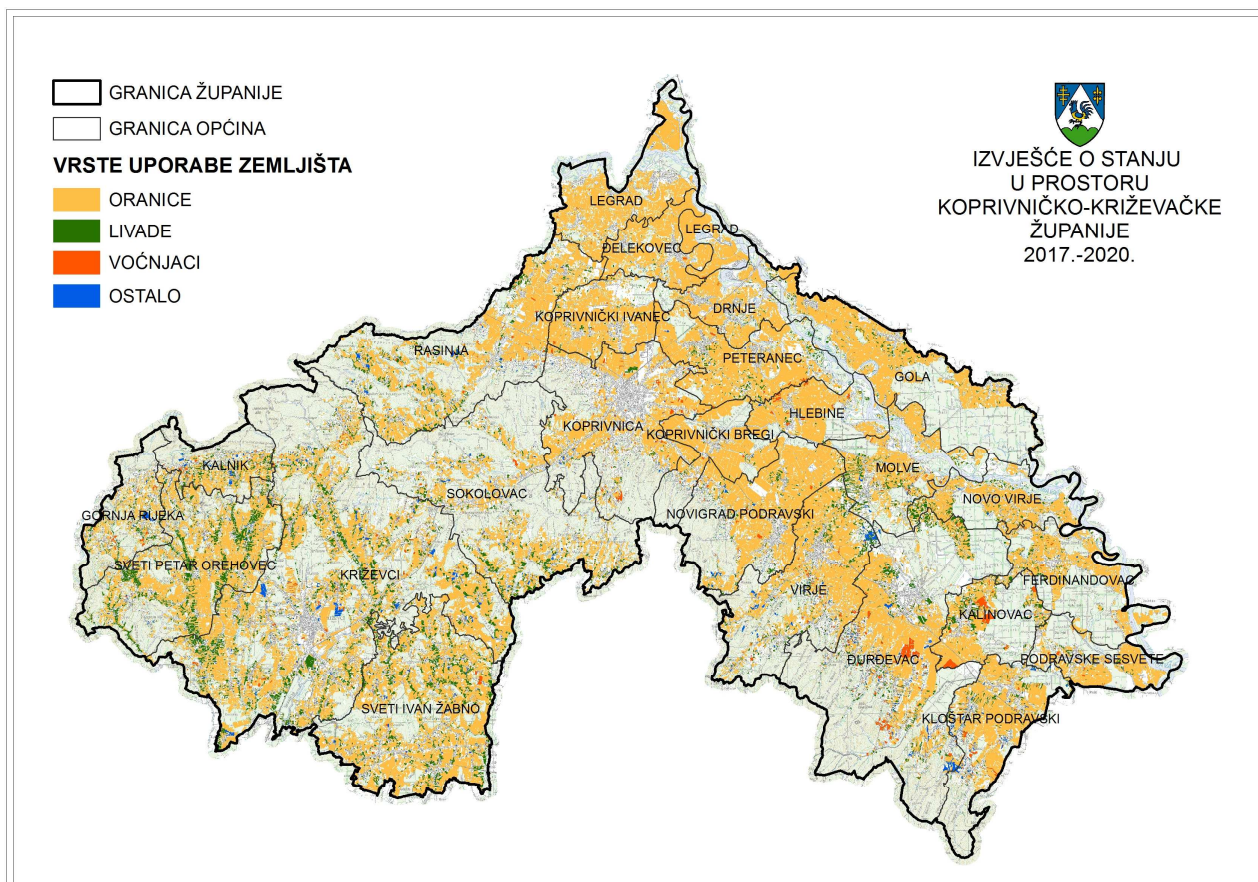 GRANICA ŽUPANIJE
GRANICA OPĆINA
VRSTE UPORABE ZEMLJIŠTA
ORANICE
LIVADE
VOĆNJACI
OSTALO
IZVJEŠĆE O STANJU
U PROSTORU
KOPRIVNIČKO-KRIŽEVAČKE
ŽUPANIJE
2017.-2020.
LEGRAD
LEGRAD
ĐELEKOVEC
DRNJE
KOPRIVNIČKI IVANEC
RASINJA
PETERANEC
GOLA
HLEBINE
KOPRIVNICA
KOPRIVNIČKI BREGI
KALNIK
MOLVE
SOKOLOVAC
NOVO VIRJE
GORNJA RIJEKA
NOVIGRAD PODRAVSKI
SVETI PETAR OREHOVEC
KRIŽEVCI
FERDINANDOVAC
VIRJE
KALINOVAC
ĐURĐEVAC
PODRAVSKE SESVETE
SVETI IVAN ŽABNO
KLOŠTAR PODRAVSKI